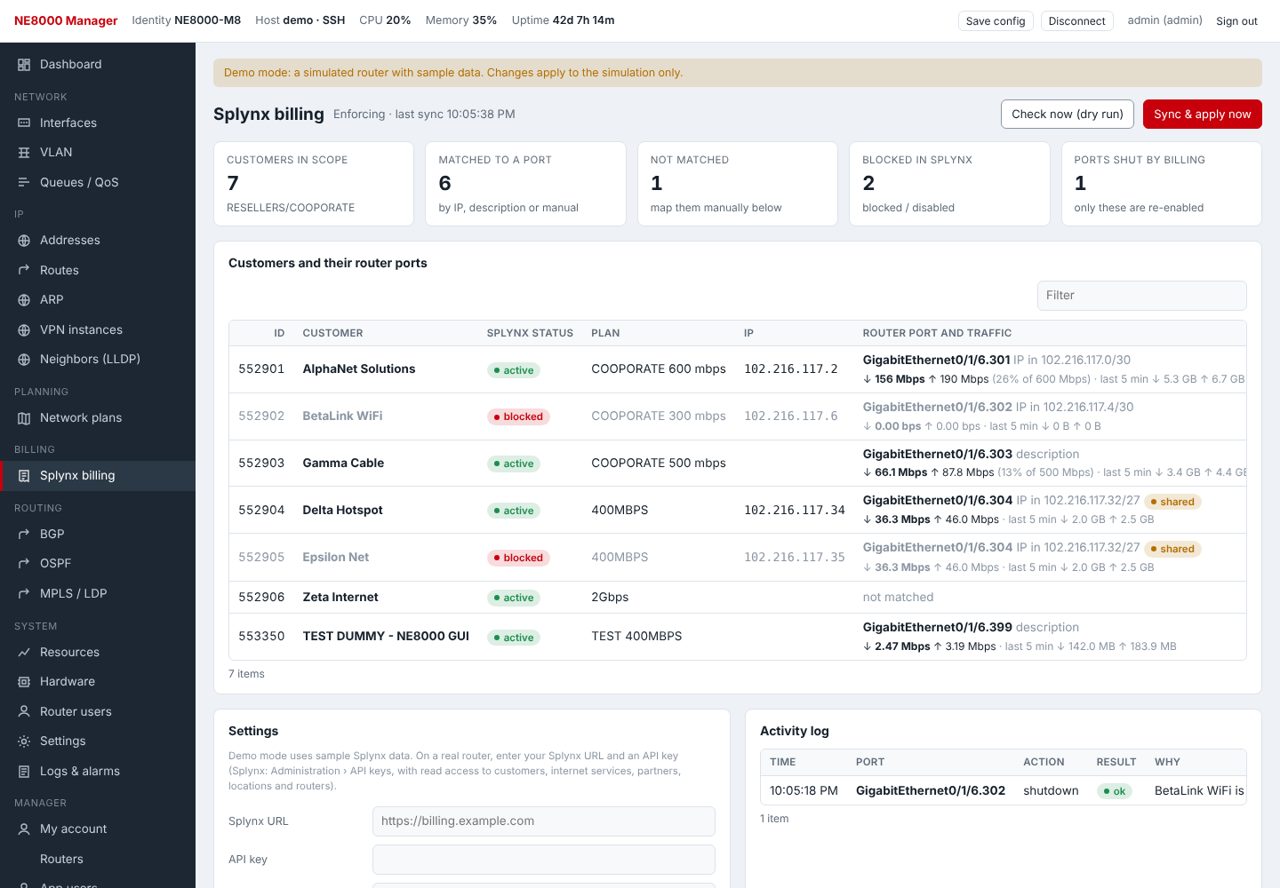 NE8000 Manager Identity NE8000-M8 Host demo · SSH CPU 20% Memory 35% Uptime 42d 7h 14m Save config Disconnect admin (admin) Sign out
Dashboard
NETWORK
Interfaces
VLAN
Queues / QoS
IP
Addresses
Routes
ARP
VPN instances
Neighbors (LLDP)
PLANNING
Network plans
BILLING
Splynx billing
ROUTING
BGP
OSPF
MPLS / LDP
SYSTEM
Resources
Hardware
Router users
Settings
Logs & alarms
MANAGER
My account
Routers
App users
Demo mode: a simulated router with sample data. Changes apply to the simulation only.
Splynx billing Enforcing · last sync 10:05:38 PM Check now (dry run) Sync & apply now
CUSTOMERS IN SCOPE
7
RESELLERS/COOPORATE
MATCHED TO A PORT
6
by IP, description or manual
NOT MATCHED
1
map them manually below
BLOCKED IN SPLYNX
2
blocked / disabled
PORTS SHUT BY BILLING
1
only these are re-enabled
Customers and their router ports
Filter
ID CUSTOMER SPLYNX STATUS PLAN IP ROUTER PORT AND TRAFFIC
552901 AlphaNet Solutions active COOPORATE 600 mbps 102.216.117.2 GigabitEthernet0/1/6.301 IP in 102.216.117.0/30
↓ 156 Mbps ↑ 190 Mbps (26% of 600 Mbps) · last 5 min ↓ 5.3 GB ↑ 6.7 GB
552902 BetaLink WiFi blocked COOPORATE 300 mbps 102.216.117.6 GigabitEthernet0/1/6.302 IP in 102.216.117.4/30
↓ 0.00 bps ↑ 0.00 bps · last 5 min ↓ 0 B ↑ 0 B
552903 Gamma Cable active COOPORATE 500 mbps GigabitEthernet0/1/6.303 description
↓ 66.1 Mbps ↑ 87.8 Mbps (13% of 500 Mbps) · last 5 min ↓ 3.4 GB ↑ 4.4 GB
552904 Delta Hotspot active 400MBPS 102.216.117.34 GigabitEthernet0/1/6.304 IP in 102.216.117.32/27 shared
↓ 36.3 Mbps ↑ 46.0 Mbps · last 5 min ↓ 2.0 GB ↑ 2.5 GB
552905 Epsilon Net blocked 400MBPS 102.216.117.35 GigabitEthernet0/1/6.304 IP in 102.216.117.32/27 shared
↓ 36.3 Mbps ↑ 46.0 Mbps · last 5 min ↓ 2.0 GB ↑ 2.5 GB
552906 Zeta Internet active 2Gbps not matched
553350 TEST DUMMY - NE8000 GUI active TEST 400MBPS GigabitEthernet0/1/6.399 description
↓ 2.47 Mbps ↑ 3.19 Mbps · last 5 min ↓ 142.0 MB ↑ 183.9 MB
7 items
Settings
Demo mode uses sample Splynx data. On a real router, enter your Splynx URL and an API key
(Splynx: Administration › API keys, with read access to customers, internet services, partners,
locations and routers).
Splynx URL https://billing.example.com
API key
Activity log
TIME PORT ACTION RESULT WHY
10:05:18 PM GigabitEthernet0/1/6.302 shutdown ok BetaLink WiFi is
1 item